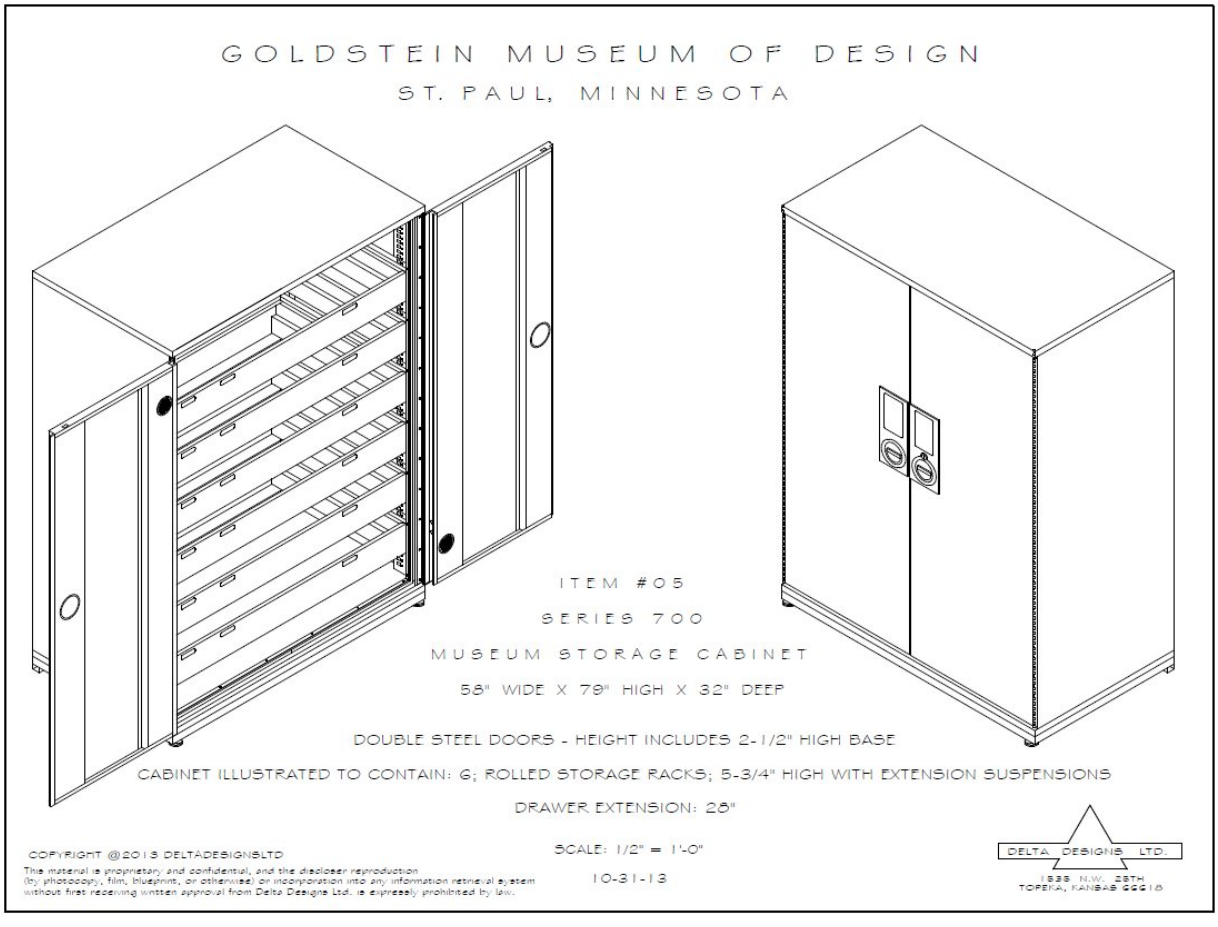 GOLDSTEIN MUSEUM OF DESIGN
ST. PAUL, MINNESOTA
ITEM #05
SERIES 700
MUSEUM STORAGE CABINET
58" WIDE X 79" HIGH X 32" DEEP
DOUBLE STEEL DOORS - HEIGHT INCLUDES 2-1/2" HIGH BASE
CABINET ILLUSTRATED TO CONTAIN: 6; ROLLED STORAGE RACKS; 5-3/4" HIGH WITH EXTENSION SUSPENSIONS
DRAWER EXTENSION: 28"
SCALE: 1/2" = 1'-0"
10-31-13
COPYRIGHT @2013 DELTADESIGNSLTD
This material is proprietary and confidential, and the discloser reproduction
(by photocopy, film, blueprint, or otherwise) or incorporation into any information retrieval system
without first receiving written approval from Delta Designs Ltd. is expressly prohibited by law.
DELTA DESIGNS LTD.
1535 N.W. 25TH
TOPEKA, KANSAS 66618